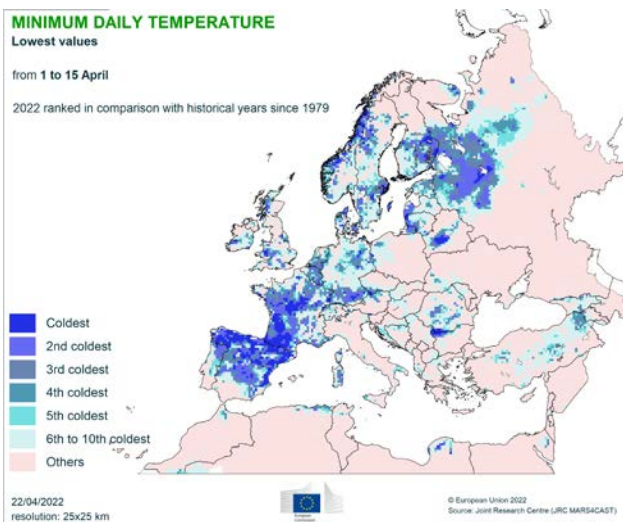 MINIMUM DAILY TEMPERATURE
Lowest values
from 1 to 15 April
2022 ranked in comparison with historical years since 1979
Coldest
2nd coldest
3rd coldest
4th coldest
5th coldest
6th to 10th coldest
Others
22/04/2022
resolution: 25x25 km
European
Commission
© European Union 2022
Source: Joint Research Centre (JRC MARS4CAST)